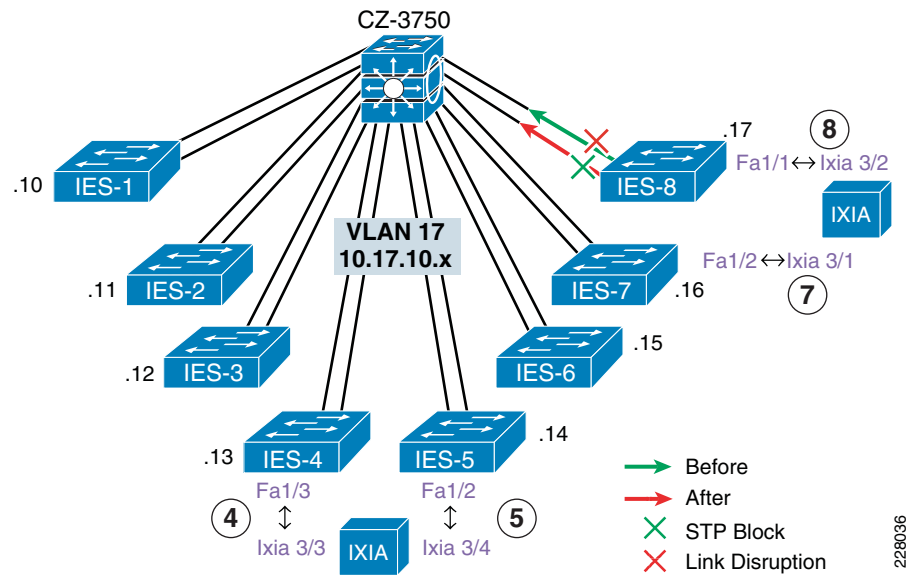 CZ-3750
.17
8
Fa1/1 ↔ Ixia 3/2
IES-8
IES-1
.10
IXIA
VLAN 17
10.17.10.x
Fa1/2 ↔ Ixia 3/1
IES-2
IES-7
.11
.16
7
.15
IES-3
IES-6
.12
.14
.13
IES-4
IES-5
Fa1/3
Fa1/2
4
↕
↕
5
Ixia 3/3
IXIA
Ixia 3/4
Before
After
STP Block
Link Disruption
228036